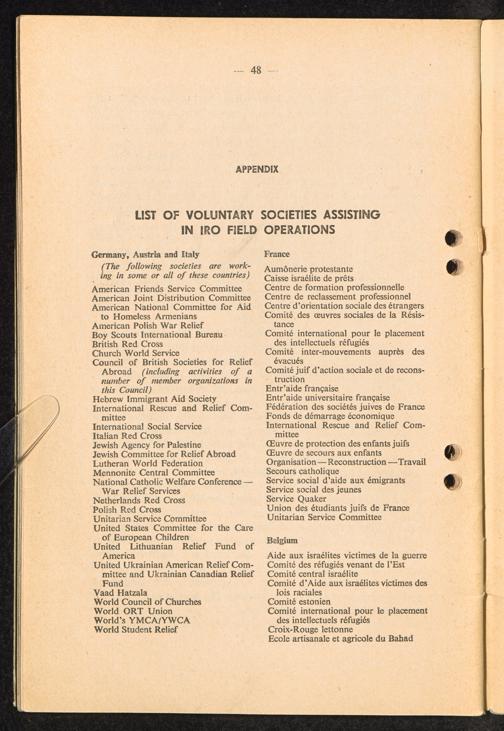 — 48 —
APPENDIX
LIST OF VOLUNTARY SOCIETIES ASSISTING
IN IRO FIELD OPERATIONS
Germany, Austria and Italy
(The following societies are work-
ing in some or all of these countries)
American Friends Service Committee
American Joint Distribution Committee
American National Committee for Aid
to Homeless Armenians
American Polish War Relief
Boy Scouts International Bureau
British Red Cross
Church World Service
Council of British Societies for Relief
Abroad (including activities of a
number of member organizations in
this Council)
Hebrew Immigrant Aid Society
International Rescue and Relief Com-
mittee
International Social Service
Italian Red Cross
Jewish Agency for Palestine
Jewish Committee for Relief Abroad
Lutheran World Federation
Mennonite Central Committee
National Catholic Welfare Conference —
War Relief Services
Netherlands Red Cross
Polish Red Cross
Unitarian Service Committee
United States Committee for the Care
of European Children
United Lithuanian Relief Fund of
America
United Ukrainian American Relief Com-
mittee and Ukrainian Canadian Relief
Fund
Vaad Hatzala
World Council of Churches
World ORT Union
World's YMCA/YWCA
World Student Relief
France
Aumônerie protestante
Caisse israélite de prêts
Centre de formation professionnelle
Centre de reclassement professionnel
Centre d'orientation sociale des étrangers
Comité des œuvres sociales de la Résis-
tance
Comité international pour le placement
des intellectuels réfugiés
Comité inter-mouvements auprès des
évacués
Comité juif d'action sociale et de recons-
truction
Entr'aide française
Entr'aide universitaire française
Fédération des sociétés juives de France
Fonds de démarrage économique
International Rescue and Relief Com-
mittee
Œuvre de protection des enfants juifs
Œuvre de secours aux enfants
Organisation — Reconstruction — Travail
Secours catholique
Service social d'aide aux émigrants
Service social des jeunes
Service Quaker
Union des étudiants juifs de France
Unitarian Service Committee
Belgium
Aide aux israélites victimes de la guerre
Comité des réfugiés venant de l'Est
Comité central israélite
Comité d'Aide aux israélites victimes des
lois raciales
Comité estonien
Comité international pour le placement
des intellectuels réfugiés
Croix-Rouge lettonne
Ecole artisanale et agricole du Bahad